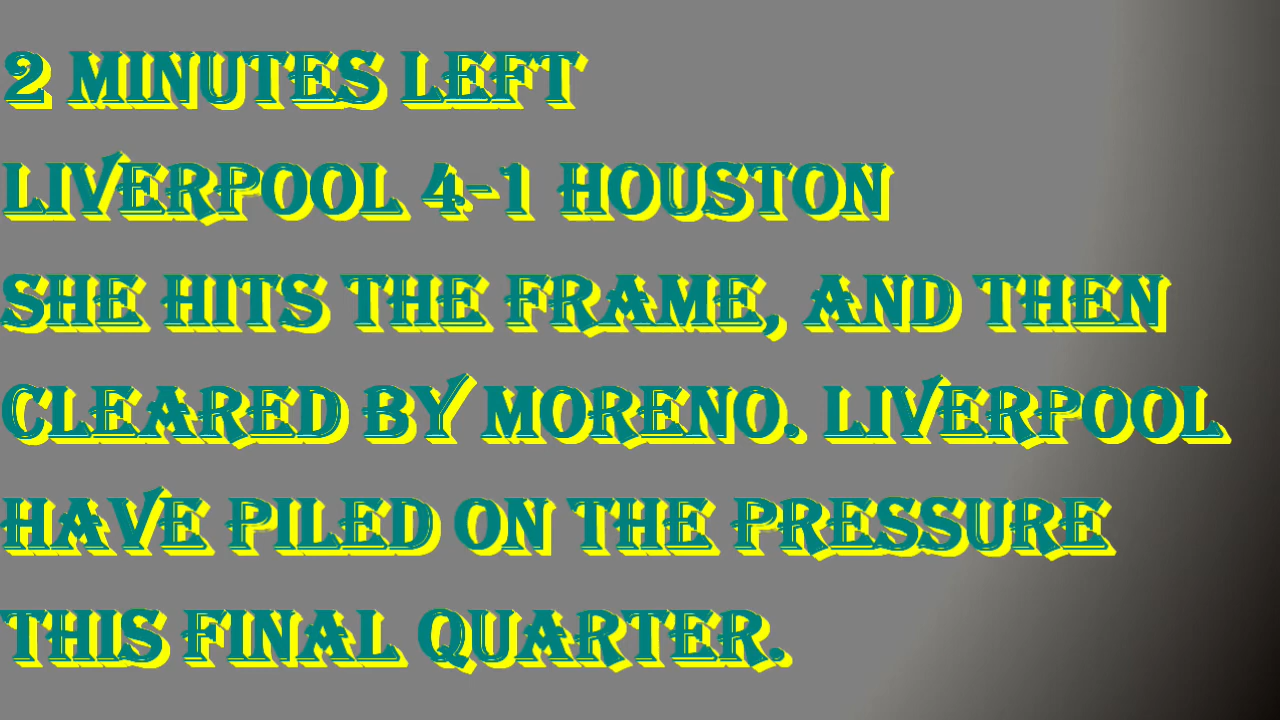 2 MINUTES LEFT
LIVERPOOL 4-1 HOUSTON
SHE HITS THE FRAME, AND THEN
CLEARED BY MORENO. LIVERPOOL
HAVE PILED ON THE PRESSURE
THIS FINAL QUARTER.